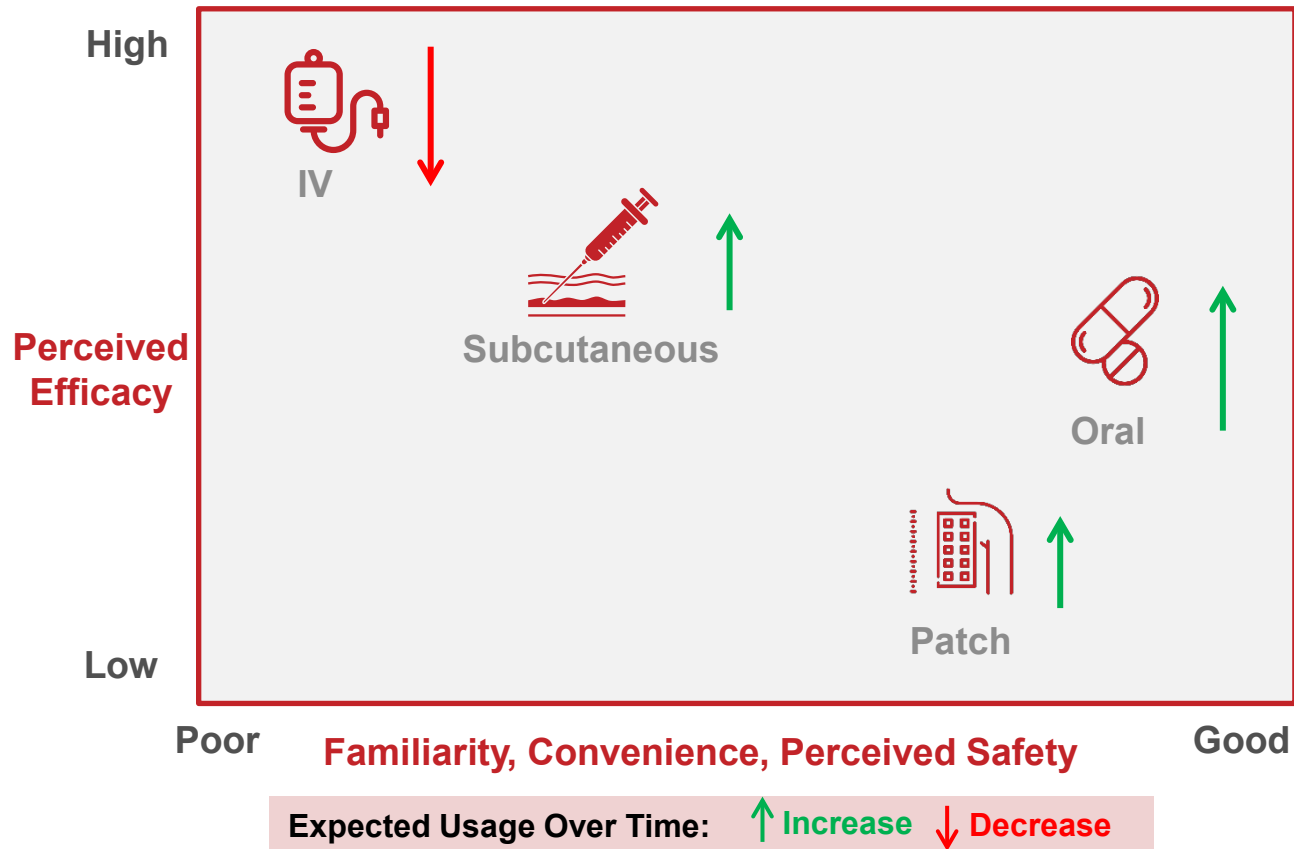 High
IV
Subcutaneous
Perceived
Efficacy
Oral
Patch
Low
Poor
Familiarity, Convenience, Perceived Safety
Good
Expected Usage Over Time: Increase Decrease